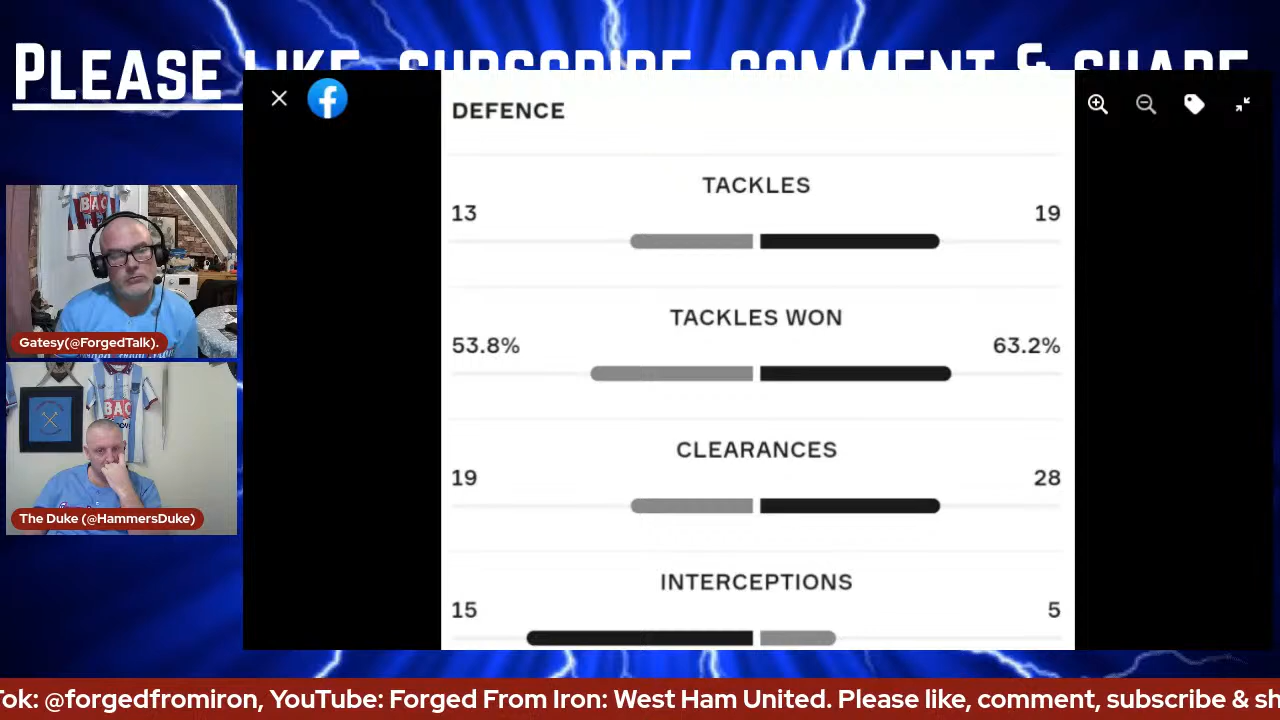 PLEASE LIKE, SUBSCRIBE, COMMENT & SHARE
DEFENCE
TACKLES
13 19
TACKLES WON
53.8% 63.2%
CLEARANCES
19 28
INTERCEPTIONS
15 5
BAC
Gatesy(@ForgedTalk).
BAC
The Duke (@HammersDuke)
Tok: @forgedfromiron, YouTube: Forged From Iron: West Ham United. Please like, comment, subscribe & sh